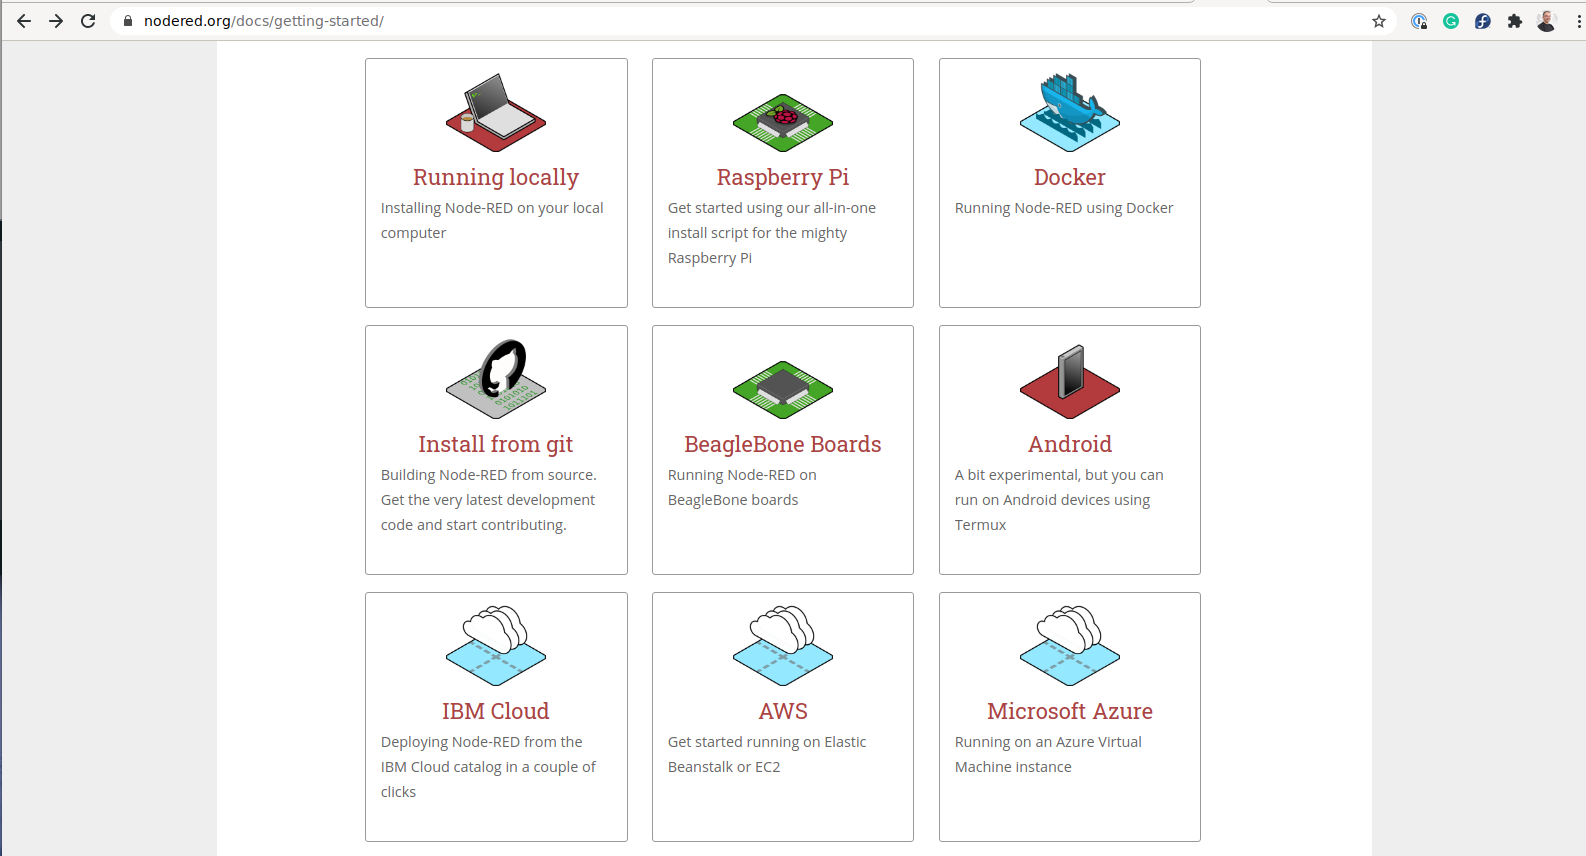 nodered.org/docs/getting-started/
Running locally
Installing Node-RED on your local
computer
Raspberry Pi
Get started using our all-in-one
install script for the mighty
Raspberry Pi
Docker
Running Node-RED using Docker
Install from git
Building Node-RED from source.
Get the very latest development
code and start contributing.
BeagleBone Boards
Running Node-RED on
BeagleBone boards
Android
A bit experimental, but you can
run on Android devices using
Termux
IBM Cloud
Deploying Node-RED from the
IBM Cloud catalog in a couple of
clicks
AWS
Get started running on Elastic
Beanstalk or EC2
Microsoft Azure
Running on an Azure Virtual
Machine instance